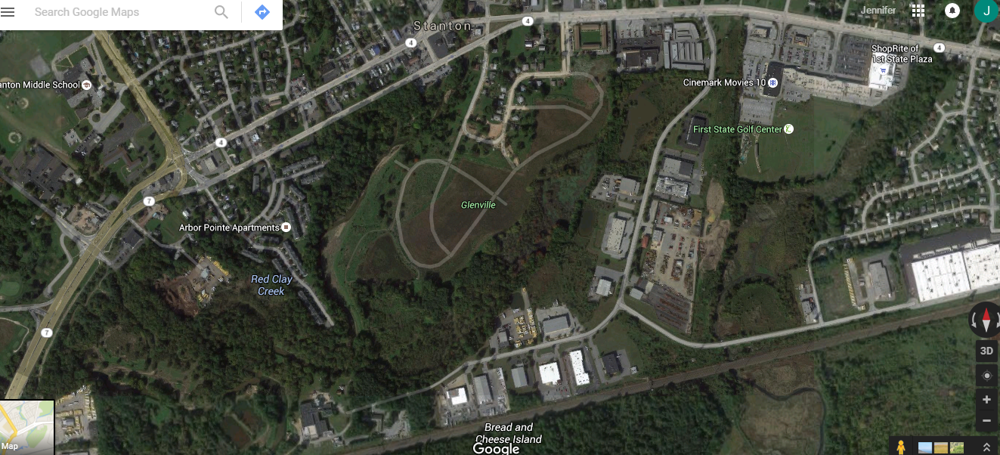 Search Google Maps
Jennifer
J
Stanton
4
4
4
ShopRite of
1st State Plaza
Cinemark Movies 10
anton Middle School
First State Golf Center
4
7
Glenville
Arbor Pointe Apartments
Red Clay
Creek
7
3D
Bread and
Cheese Island
Google
Map